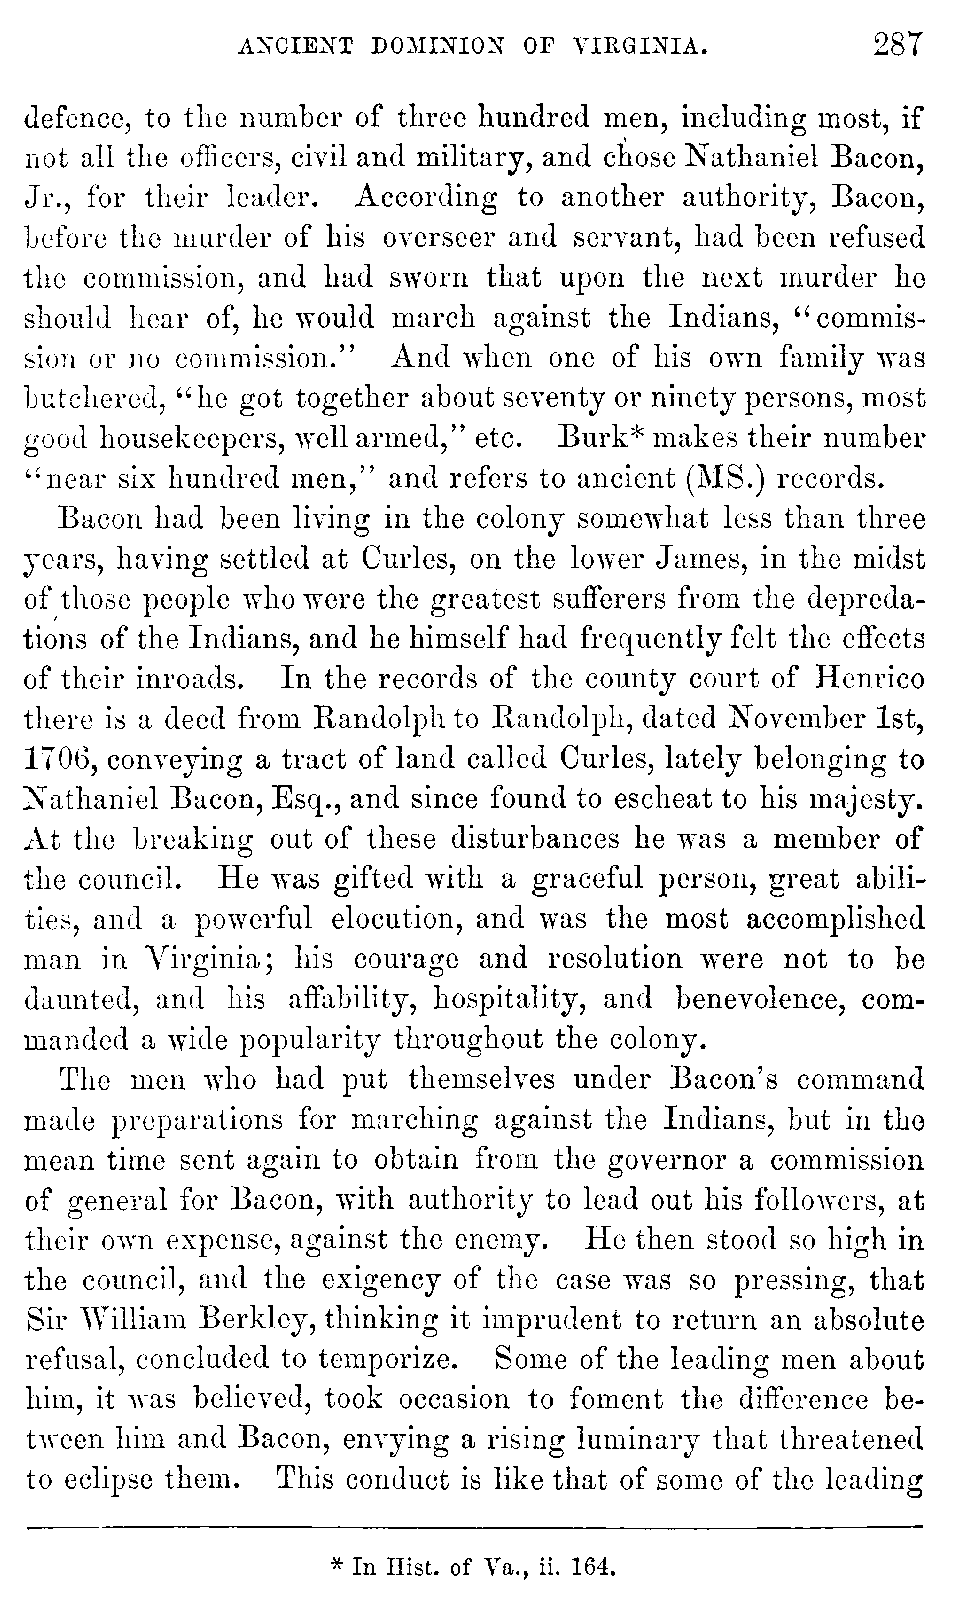 ANCIENT DOMINION OF VIRGINIA. 287
defence, to the number of three hundred men, including most, if
not all the officers, civil and military, and chose Nathaniel Bacon,
Jr., for their leader. According to another authority, Bacon,
before the murder of his overseer and servant, had been refused
the commission, and had sworn that upon the next murder he
should hear of, he would march against the Indians, "commis-
sion or no commission." And when one of his own family was
butchered, "he got together about seventy or ninety persons, most
good housekeepers, well armed," etc. Burk* makes their number
"near six hundred men," and refers to ancient (MS.) records.
Bacon had been living in the colony somewhat less than three
years, having settled at Curles, on the lower James, in the midst
of those people who were the greatest sufferers from the depreda-
tions of the Indians, and he himself had frequently felt the effects
of their inroads. In the records of the county court of Henrico
there is a deed from Randolph to Randolph, dated November 1st,
1706, conveying a tract of land called Curles, lately belonging to
Nathaniel Bacon, Esq., and since found to escheat to his majesty.
At the breaking out of these disturbances he was a member of
the council. He was gifted with a graceful person, great abili-
ties, and a powerful elocution, and was the most accomplished
man in Virginia; his courage and resolution were not to be
daunted, and his affability, hospitality, and benevolence, com-
manded a wide popularity throughout the colony.
The men who had put themselves under Bacon's command
made preparations for marching against the Indians, but in the
mean time sent again to obtain from the governor a commission
of general for Bacon, with authority to lead out his followers, at
their own expense, against the enemy. He then stood so high in
the council, and the exigency of the case was so pressing, that
Sir William Berkley, thinking it imprudent to return an absolute
refusal, concluded to temporize. Some of the leading men about
him, it was believed, took occasion to foment the difference be-
tween him and Bacon, envying a rising luminary that threatened
to eclipse them. This conduct is like that of some of the leading
* In Hist. of Va., ii. 164.